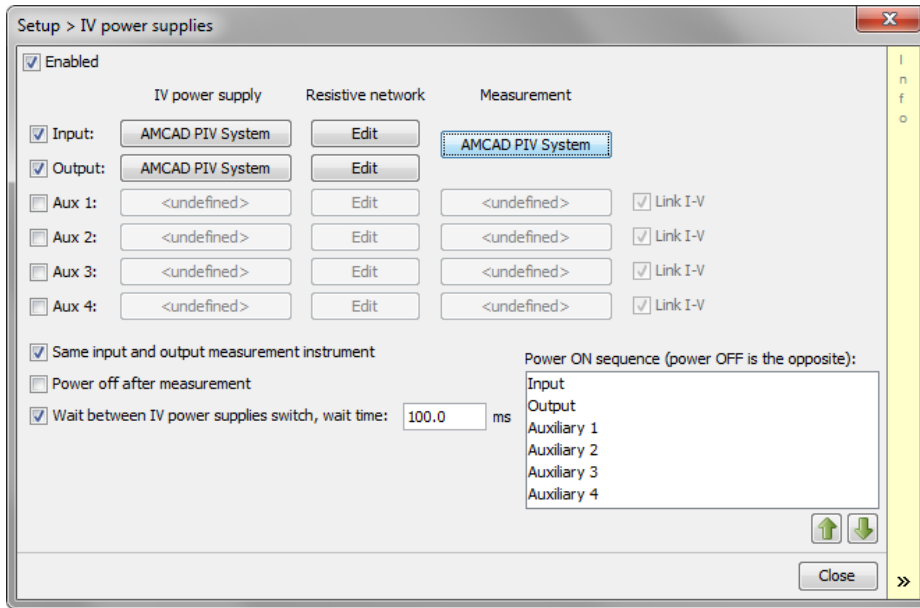 Setup > IV power supplies
Enabled
IV power supply Resistive network Measurement
Input: AMCAD PIV System Edit AMCAD PIV System
Output: AMCAD PIV System Edit
Aux 1: <undefined> Edit <undefined> Link I-V
Aux 2: <undefined> Edit <undefined> Link I-V
Aux 3: <undefined> Edit <undefined> Link I-V
Aux 4: <undefined> Edit <undefined> Link I-V
Same input and output measurement instrument
Power off after measurement
Wait between IV power supplies switch, wait time: 100.0 ms
Power ON sequence (power OFF is the opposite):
Input
Output
Auxiliary 1
Auxiliary 2
Auxiliary 3
Auxiliary 4
Close
Info
»